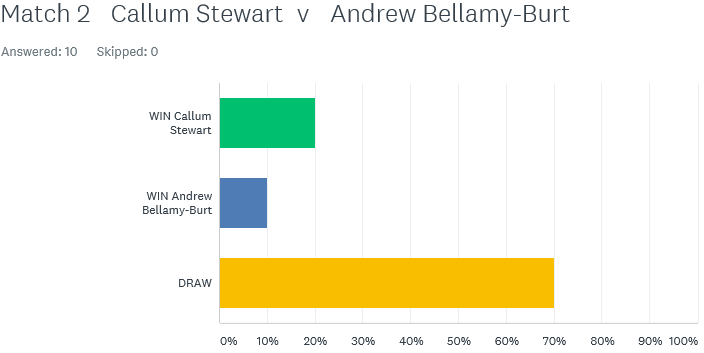 Match 2 Callum Stewart v Andrew Bellamy-Burt
Answered: 10 Skipped: 0
WIN Callum
Stewart
WIN Andrew
Bellamy-Burt
DRAW
0% 10% 20% 30% 40% 50% 60% 70% 80% 90% 100%